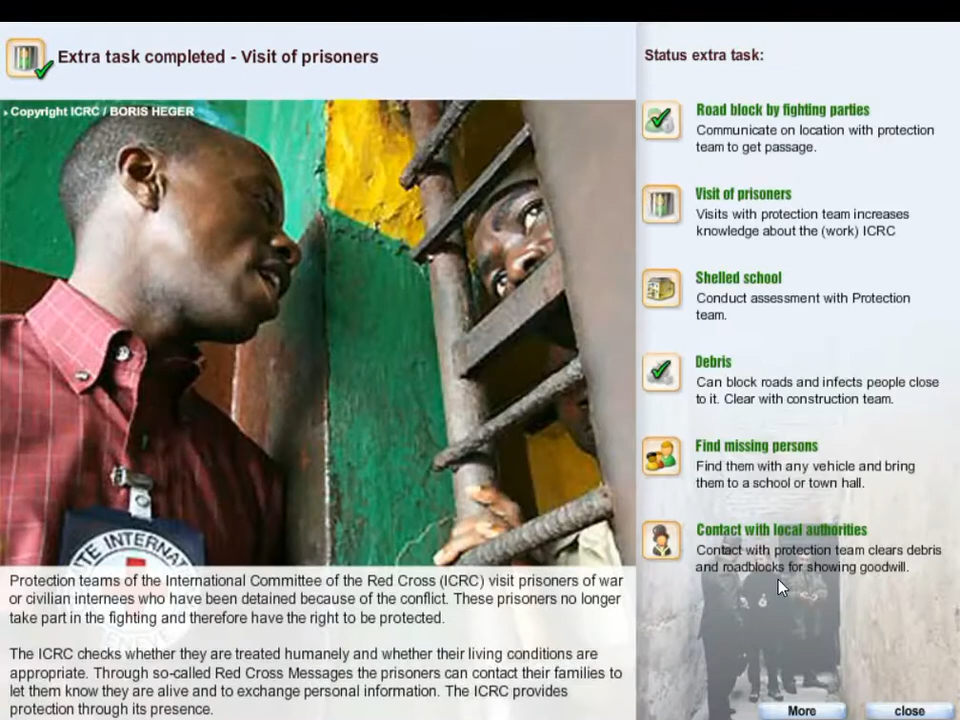 Extra task completed - Visit of prisoners
Copyright ICRC / BORIS HEGER
TE INTERNA
Protection teams of the International Committee of the Red Cross (ICRC) visit prisoners of war
or civilian internees who have been detained because of the conflict. These prisoners no longer
take part in the fighting and therefore have the right to be protected.
The ICRC checks whether they are treated humanely and whether their living conditions are
appropriate. Through so-called Red Cross Messages the prisoners can contact their families to
let them know they are alive and to exchange personal information. The ICRC provides
protection through its presence.
Status extra task:
Road block by fighting parties
Communicate on location with protection
team to get passage.
Visit of prisoners
Visits with protection team increases
knowledge about the (work) ICRC
Shelled school
Conduct assessment with Protection
team.
Debris
Can block roads and infects people close
to it. Clear with construction team.
Find missing persons
Find them with any vehicle and bring
them to a school or town hall.
Contact with local authorities
Contact with protection team clears debris
and roadblocks for showing goodwill.
More
close